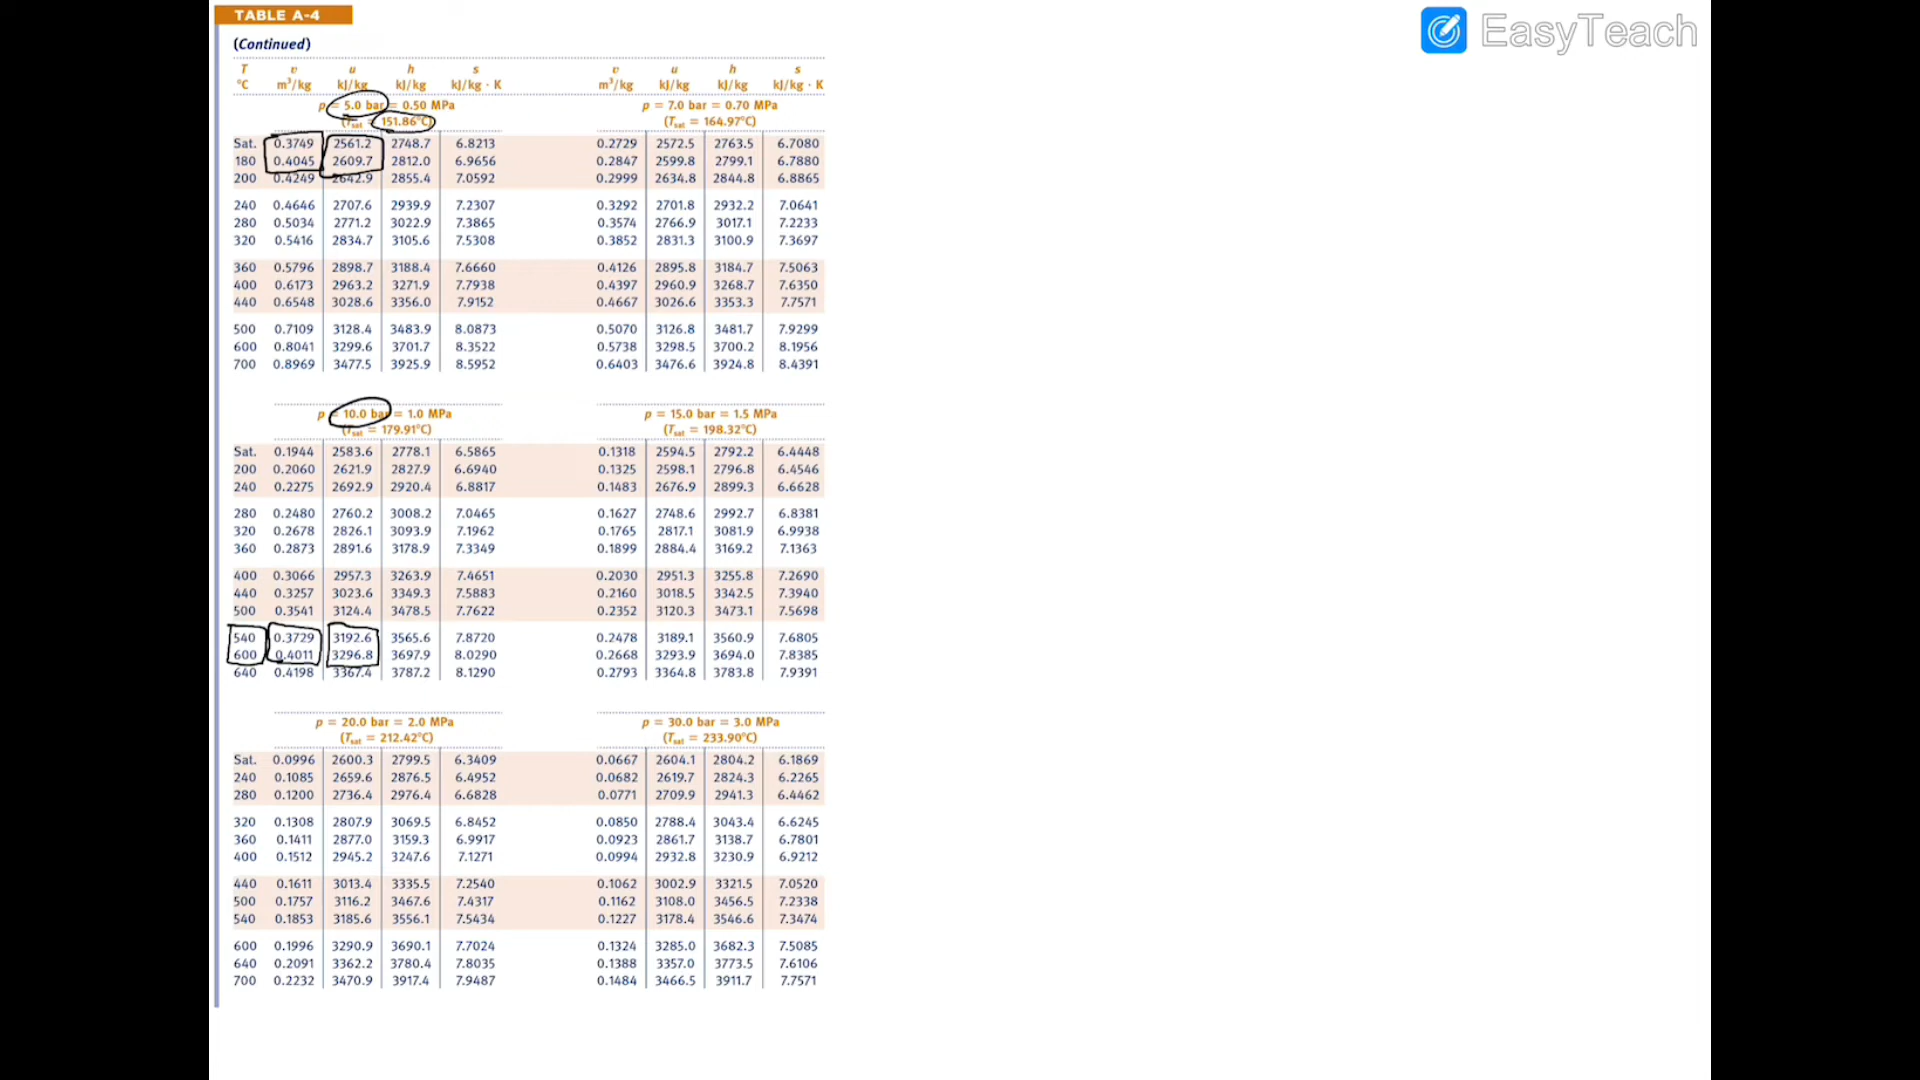 TABLE A-4
EasyTeach
(Continued)
T v u h s v u h s
°C m³/kg kJ/kg kJ/kg kJ/kg · K m³/kg kJ/kg kJ/kg kJ/kg · K
p = 5.0 bar = 0.50 MPa p = 7.0 bar = 0.70 MPa
(Tsat = 151.86°C) (Tsat = 164.97°C)
Sat. 0.3749 2561.2 2748.7 6.8213 0.2729 2572.5 2763.5 6.7080
180 0.4045 2609.7 2812.0 6.9656 0.2847 2599.8 2799.1 6.7880
200 0.4249 2642.9 2855.4 7.0592 0.2999 2634.8 2844.8 6.8865
240 0.4646 2707.6 2939.9 7.2307 0.3292 2701.8 2932.2 7.0641
280 0.5034 2771.2 3022.9 7.3865 0.3574 2766.9 3017.1 7.2233
320 0.5416 2834.7 3105.6 7.5308 0.3852 2831.3 3100.9 7.3697
360 0.5796 2898.7 3188.4 7.6660 0.4126 2895.8 3184.7 7.5063
400 0.6173 2963.2 3271.9 7.7938 0.4397 2960.9 3268.7 7.6350
440 0.6548 3028.6 3356.0 7.9152 0.4667 3026.6 3353.3 7.7571
500 0.7109 3128.4 3483.9 8.0873 0.5070 3126.8 3481.7 7.9299
600 0.8041 3299.6 3701.7 8.3522 0.5738 3298.5 3700.2 8.1956
700 0.8969 3477.5 3925.9 8.5952 0.6403 3476.6 3924.8 8.4391
p = 10.0 bar = 1.0 MPa p = 15.0 bar = 1.5 MPa
(Tsat = 179.91°C) (Tsat = 198.32°C)
Sat. 0.1944 2583.6 2778.1 6.5865 0.1318 2594.5 2792.2 6.4448
200 0.2060 2621.9 2827.9 6.6940 0.1325 2598.1 2796.8 6.4546
240 0.2275 2692.9 2920.4 6.8817 0.1483 2676.9 2899.3 6.6628
280 0.2480 2760.2 3008.2 7.0465 0.1627 2748.6 2992.7 6.8381
320 0.2678 2826.1 3093.9 7.1962 0.1765 2817.1 3081.9 6.9938
360 0.2873 2891.6 3178.9 7.3349 0.1899 2884.4 3169.2 7.1363
400 0.3066 2957.3 3263.9 7.4651 0.2030 2951.3 3255.8 7.2690
440 0.3257 3023.6 3349.3 7.5883 0.2160 3018.5 3342.5 7.3940
500 0.3541 3124.4 3478.5 7.7622 0.2352 3120.3 3473.1 7.5698
540 0.3729 3192.6 3565.6 7.8720 0.2478 3189.1 3560.9 7.6805
600 0.4011 3296.8 3697.9 8.0290 0.2668 3293.9 3694.0 7.8385
640 0.4198 3367.4 3787.2 8.1290 0.2793 3364.8 3783.8 7.9391
p = 20.0 bar = 2.0 MPa p = 30.0 bar = 3.0 MPa
(Tsat = 212.42°C) (Tsat = 233.90°C)
Sat. 0.0996 2600.3 2799.5 6.3409 0.0667 2604.1 2804.2 6.1869
240 0.1085 2659.6 2876.5 6.4952 0.0682 2619.7 2824.3 6.2265
280 0.1200 2736.4 2976.4 6.6828 0.0771 2709.9 2941.3 6.4462
320 0.1308 2807.9 3069.5 6.8452 0.0850 2788.4 3043.4 6.6245
360 0.1411 2877.0 3159.3 6.9917 0.0923 2861.7 3138.7 6.7801
400 0.1512 2945.2 3247.6 7.1271 0.0994 2932.8 3230.9 6.9212
440 0.1611 3013.4 3335.5 7.2540 0.1062 3002.9 3321.5 7.0520
500 0.1757 3116.2 3467.6 7.4317 0.1162 3108.0 3456.5 7.2338
540 0.1853 3185.6 3556.1 7.5434 0.1227 3178.4 3546.6 7.3474
600 0.1996 3290.9 3690.1 7.7024 0.1324 3285.0 3682.3 7.5085
640 0.2091 3362.2 3780.4 7.8035 0.1388 3357.0 3773.5 7.6106
700 0.2232 3470.9 3917.4 7.9487 0.1484 3466.5 3911.7 7.7571